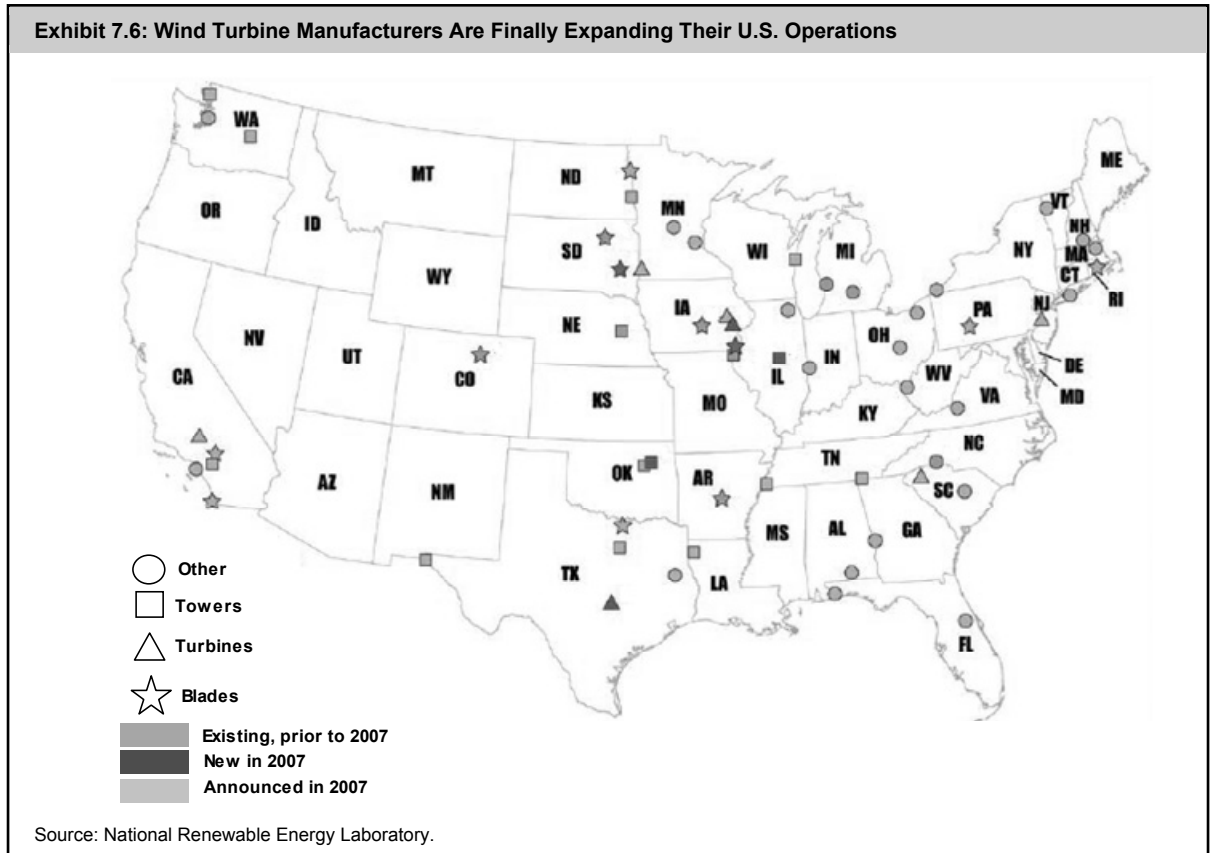 Exhibit 7.6: Wind Turbine Manufacturers Are Finally Expanding Their U.S. Operations
WA
MT
ND
MN
ME
VT
NH
OR
ID
SD
WI
MI
NY
MA
CT
RI
WY
IA
PA
NJ
NE
OH
DE
MD
NV
UT
CO
IL
IN
WV
VA
CA
KS
MO
KY
NC
TN
AZ
NM
OK
AR
SC
MS
AL
GA
TX
LA
FL
Other
Towers
Turbines
Blades
Existing, prior to 2007
New in 2007
Announced in 2007
Source: National Renewable Energy Laboratory.